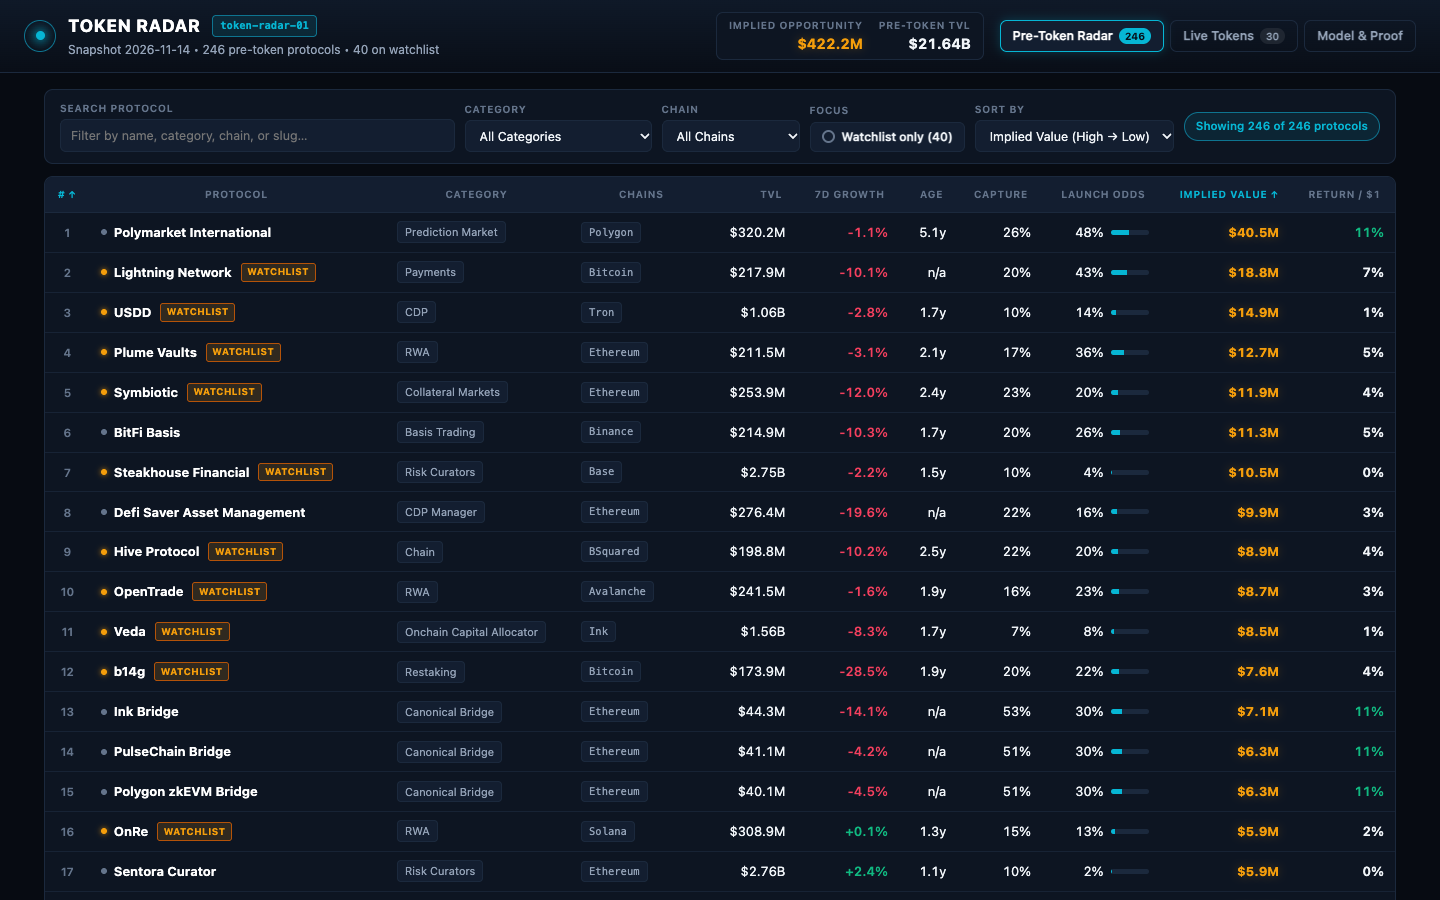 TOKEN RADAR token-radar-01
Snapshot 2026-11-14 • 246 pre-token protocols • 40 on watchlist
IMPLIED OPPORTUNITY PRE-TOKEN TVL
$422.2M $21.64B
Pre-Token Radar 246 Live Tokens 30 Model & Proof
SEARCH PROTOCOL CATEGORY CHAIN FOCUS SORT BY
Filter by name, category, chain, or slug... All Categories All Chains Watchlist only (40) Implied Value (High → Low) Showing 246 of 246 protocols
# ↑ PROTOCOL CATEGORY CHAINS TVL 7D GROWTH AGE CAPTURE LAUNCH ODDS IMPLIED VALUE ↑ RETURN / $1
1 Polymarket International Prediction Market Polygon $320.2M -1.1% 5.1y 26% 48% $40.5M 11%
2 Lightning Network WATCHLIST Payments Bitcoin $217.9M -10.1% n/a 20% 43% $18.8M 7%
3 USDD WATCHLIST CDP Tron $1.06B -2.8% 1.7y 10% 14% $14.9M 1%
4 Plume Vaults WATCHLIST RWA Ethereum $211.5M -3.1% 2.1y 17% 36% $12.7M 5%
5 Symbiotic WATCHLIST Collateral Markets Ethereum $253.9M -12.0% 2.4y 23% 20% $11.9M 4%
6 BitFi Basis Basis Trading Binance $214.9M -10.3% 1.7y 20% 26% $11.3M 5%
7 Steakhouse Financial WATCHLIST Risk Curators Base $2.75B -2.2% 1.5y 10% 4% $10.5M 0%
8 Defi Saver Asset Management CDP Manager Ethereum $276.4M -19.6% n/a 22% 16% $9.9M 3%
9 Hive Protocol WATCHLIST Chain BSquared $198.8M -10.2% 2.5y 22% 20% $8.9M 4%
10 OpenTrade WATCHLIST RWA Avalanche $241.5M -1.6% 1.9y 16% 23% $8.7M 3%
11 Veda WATCHLIST Onchain Capital Allocator Ink $1.56B -8.3% 1.7y 7% 8% $8.5M 1%
12 b14g WATCHLIST Restaking Bitcoin $173.9M -28.5% 1.9y 20% 22% $7.6M 4%
13 Ink Bridge Canonical Bridge Ethereum $44.3M -14.1% n/a 53% 30% $7.1M 11%
14 PulseChain Bridge Canonical Bridge Ethereum $41.1M -4.2% n/a 51% 30% $6.3M 11%
15 Polygon zkEVM Bridge Canonical Bridge Ethereum $40.1M -4.5% n/a 51% 30% $6.3M 11%
16 OnRe WATCHLIST RWA Solana $308.9M +0.1% 1.3y 15% 13% $5.9M 2%
17 Sentora Curator Risk Curators Ethereum $2.76B +2.4% 1.1y 10% 2% $5.9M 0%